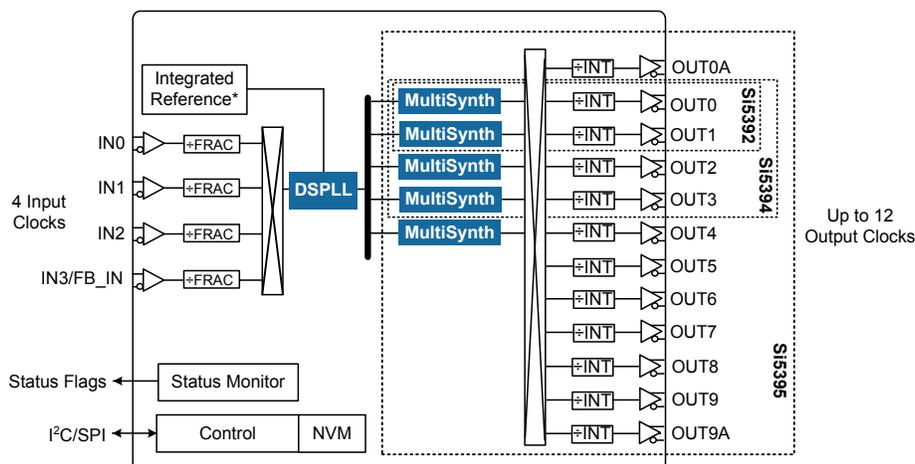 Integrated
Reference*
IN0
÷FRAC
IN1
÷FRAC
IN2
÷FRAC
IN3/FB_IN
÷FRAC
4 Input
Clocks
DSPLL
MultiSynth
MultiSynth
MultiSynth
MultiSynth
MultiSynth
÷INT
OUT0A
÷INT
OUT0
÷INT
OUT1
÷INT
OUT2
÷INT
OUT3
÷INT
OUT4
÷INT
OUT5
÷INT
OUT6
÷INT
OUT7
÷INT
OUT8
÷INT
OUT9
÷INT
OUT9A
Si5392
Si5394
Si5395
Up to 12
Output Clocks
Status Flags
Status Monitor
I²C/SPI
Control
NVM